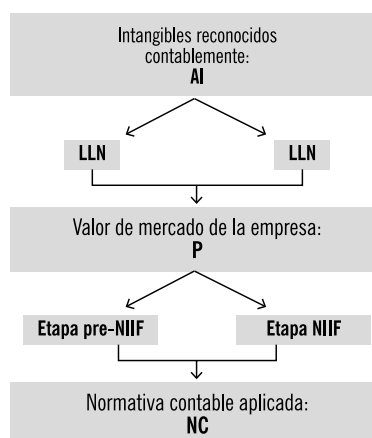 Intangibles reconocidos
contablemente:
AI
LLN
LLN
Valor de mercado de la empresa:
P
Etapa pre-NIIF
Etapa NIIF
Normativa contable aplicada:
NC